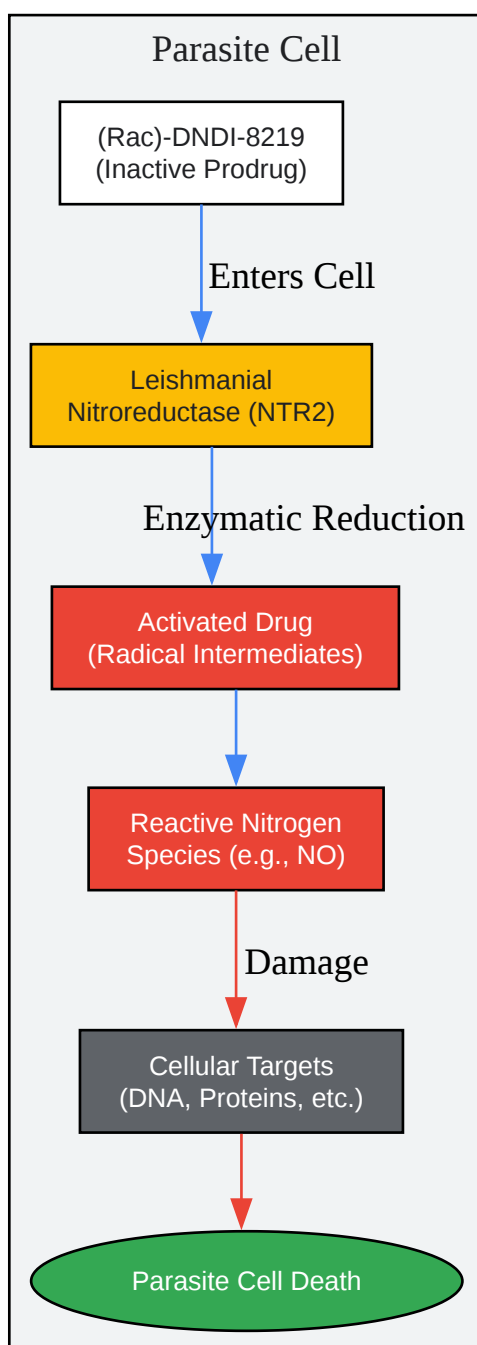 Parasite Cell
(Rac)-DNDI-8219
(Inactive Prodrug)
Enters Cell
Leishmanial
Nitroreductase (NTR2)
Enzymatic Reduction
Activated Drug
(Radical Intermediates)
Reactive Nitrogen
Species (e.g., NO)
Damage
Cellular Targets
(DNA, Proteins, etc.)
Parasite Cell Death